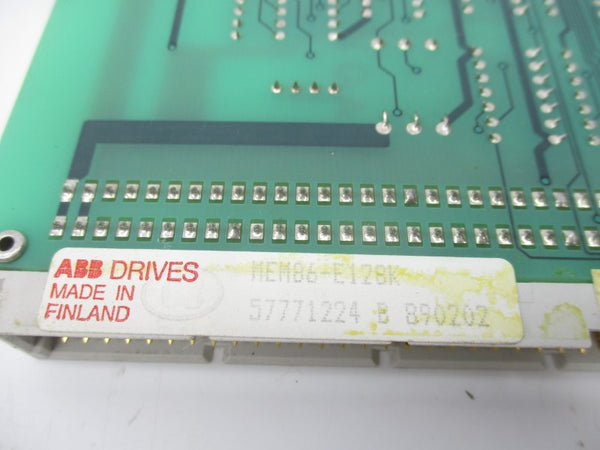 ABB DRIVES
MADE IN
FINLAND
MEM86-E128K
57771224 B 890202